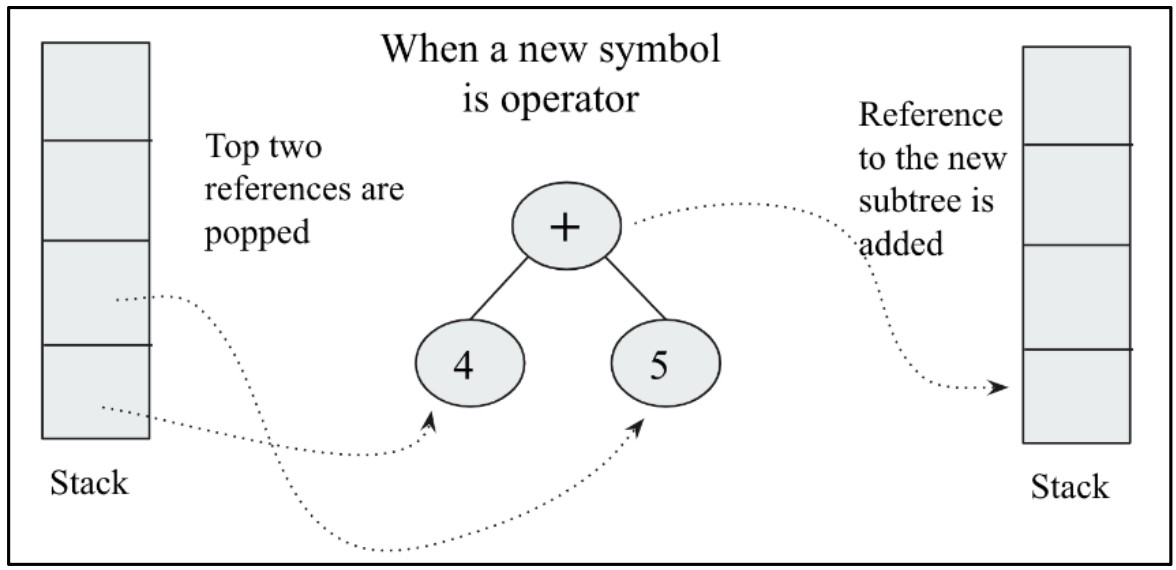 When a new symbol
is operator
Top two
references are
popped
Reference
to the new
subtree is
added
+
4
5
Stack
Stack